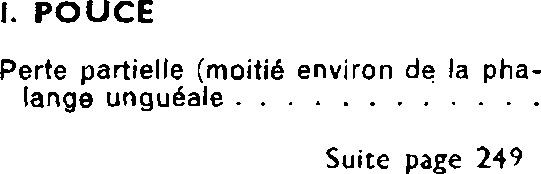 I. POUCE
Perte partielle (moitié environ de la pha-
lange unguéale . . . . . . . . . . . .
Suite page 249